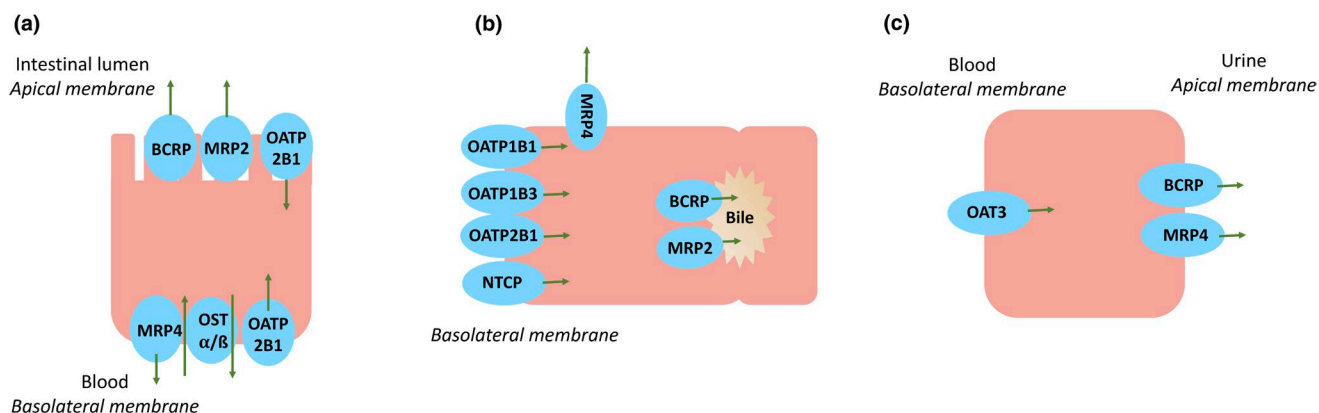 (a)
Intestinal lumen
Apical membrane
BCRP
MRP2
OATP
2B1
MRP4
OST
α/ß
OATP
2B1
Blood
Basolateral membrane
(b)
MRP4
OATP1B1
OATP1B3
OATP2B1
NTCP
BCRP
MRP2
Bile
Basolateral membrane
(c)
Blood
Basolateral membrane
Urine
Apical membrane
OAT3
BCRP
MRP4